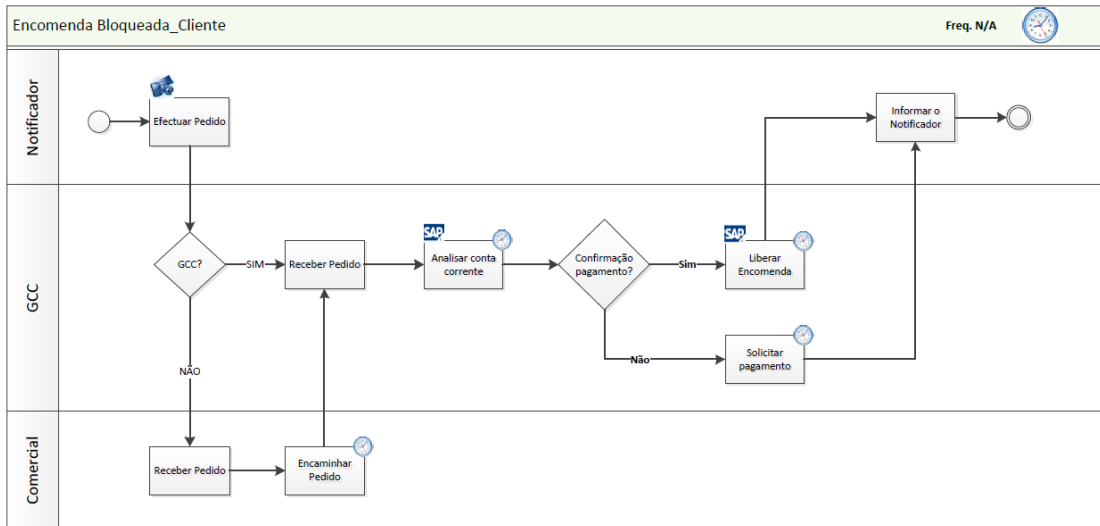 Encomenda Bloqueada_Cliente
Freq. N/A
Notificador
Efectuar Pedido
Informar o
Notificador
GCC
GCC?
SIM
Receber Pedido
SAP
Analisar conta
corrente
Confirmação
pagamento?
Sim
SAP
Liberar
Encomenda
NÃO
Não
Solicitar
pagamento
Comercial
Receber Pedido
Encaminhar
Pedido